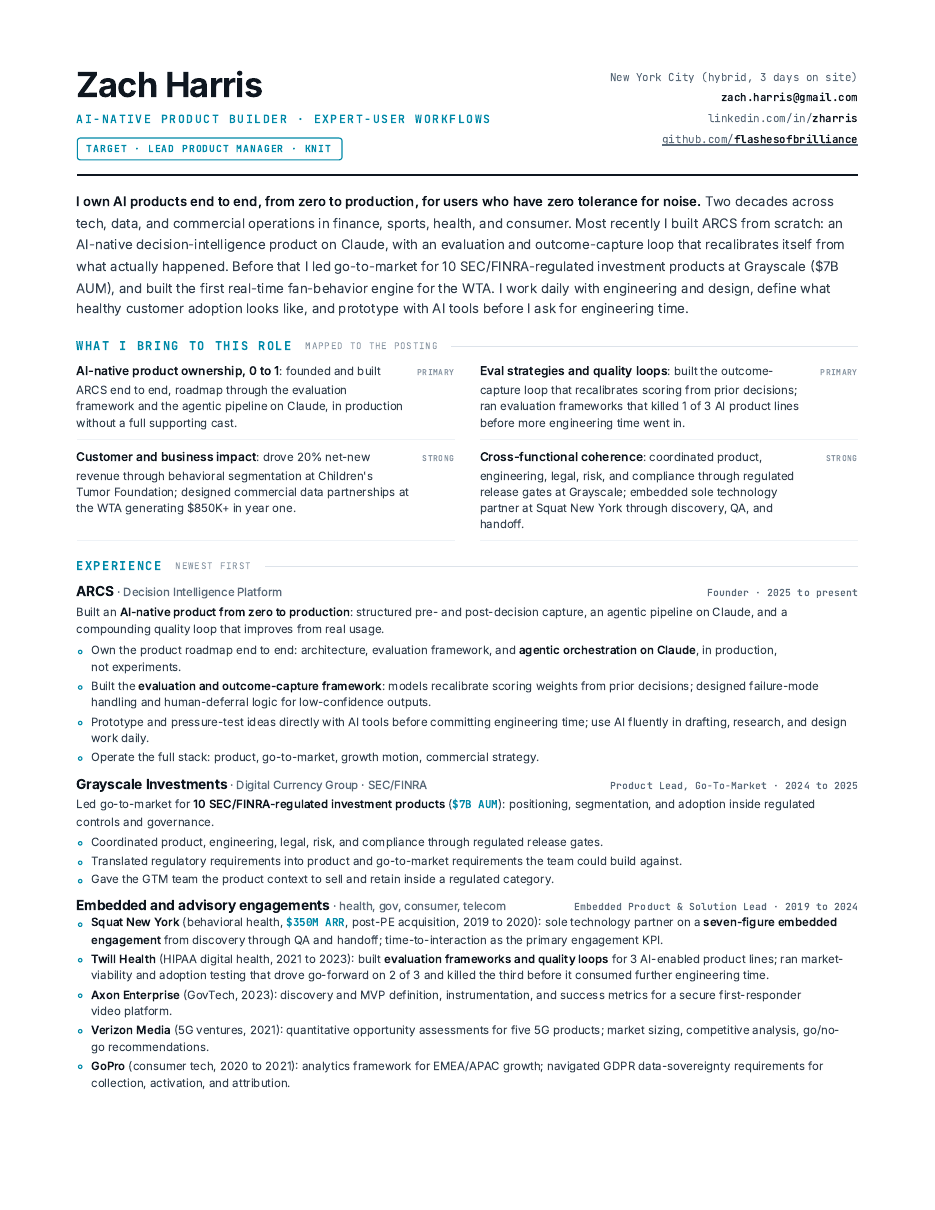 Zach Harris
AI-NATIVE PRODUCT BUILDER · EXPERT-USER WORKFLOWS
TARGET · LEAD PRODUCT MANAGER · KNIT
New York City (hybrid, 3 days on site)
zach.harris@gmail.com
linkedin.com/in/zharris
github.com/flashesofbrilliance
I own AI products end to end, from zero to production, for users who have zero tolerance for noise. Two decades across
tech, data, and commercial operations in finance, sports, health, and consumer. Most recently I built ARCS from scratch: an
AI-native decision-intelligence product on Claude, with an evaluation and outcome-capture loop that recalibrates itself from
what actually happened. Before that I led go-to-market for 10 SEC/FINRA-regulated investment products at Grayscale ($7B
AUM), and built the first real-time fan-behavior engine for the WTA. I work daily with engineering and design, define what
healthy customer adoption looks like, and prototype with AI tools before I ask for engineering time.
WHAT I BRING TO THIS ROLE MAPPED TO THE POSTING
AI-native product ownership, 0 to 1: founded and built PRIMARY
ARCS end to end, roadmap through the evaluation
framework and the agentic pipeline on Claude, in production
without a full supporting cast.
Eval strategies and quality loops: built the outcome- PRIMARY
capture loop that recalibrates scoring from prior decisions;
ran evaluation frameworks that killed 1 of 3 AI product lines
before more engineering time went in.
Customer and business impact: drove 20% net-new STRONG
revenue through behavioral segmentation at Children's
Tumor Foundation; designed commercial data partnerships at
the WTA generating $850K+ in year one.
Cross-functional coherence: coordinated product, STRONG
engineering, legal, risk, and compliance through regulated
release gates at Grayscale; embedded sole technology
partner at Squat New York through discovery, QA, and
handoff.
EXPERIENCE NEWEST FIRST
ARCS · Decision Intelligence Platform Founder · 2025 to present
Built an AI-native product from zero to production: structured pre- and post-decision capture, an agentic pipeline on Claude, and a
compounding quality loop that improves from real usage.
Own the product roadmap end to end: architecture, evaluation framework, and agentic orchestration on Claude, in production,
not experiments.
Built the evaluation and outcome-capture framework: models recalibrate scoring weights from prior decisions; designed failure-mode
handling and human-deferral logic for low-confidence outputs.
Prototype and pressure-test ideas directly with AI tools before committing engineering time; use AI fluently in drafting, research, and design
work daily.
Operate the full stack: product, go-to-market, growth motion, commercial strategy.
Grayscale Investments · Digital Currency Group · SEC/FINRA Product Lead, Go-To-Market · 2024 to 2025
Led go-to-market for 10 SEC/FINRA-regulated investment products ($7B AUM): positioning, segmentation, and adoption inside regulated
controls and governance.
Coordinated product, engineering, legal, risk, and compliance through regulated release gates.
Translated regulatory requirements into product and go-to-market requirements the team could build against.
Gave the GTM team the product context to sell and retain inside a regulated category.
Embedded and advisory engagements · health, gov, consumer, telecom Embedded Product & Solution Lead · 2019 to 2024
Squat New York (behavioral health, $350M ARR, post-PE acquisition, 2019 to 2020): sole technology partner on a seven-figure embedded
engagement from discovery through QA and handoff; time-to-interaction as the primary engagement KPI.
Twill Health (HIPAA digital health, 2021 to 2023): built evaluation frameworks and quality loops for 3 AI-enabled product lines; ran market-
viability and adoption testing that drove go-forward on 2 of 3 and killed the third before it consumed further engineering time.
Axon Enterprise (GovTech, 2023): discovery and MVP definition, instrumentation, and success metrics for a secure first-responder
video platform.
Verizon Media (5G ventures, 2021): quantitative opportunity assessments for five 5G products; market sizing, competitive analysis, go/no-
go recommendations.
GoPro (consumer tech, 2020 to 2021): analytics framework for EMEA/APAC growth; navigated GDPR data-sovereignty requirements for
collection, activation, and attribution.